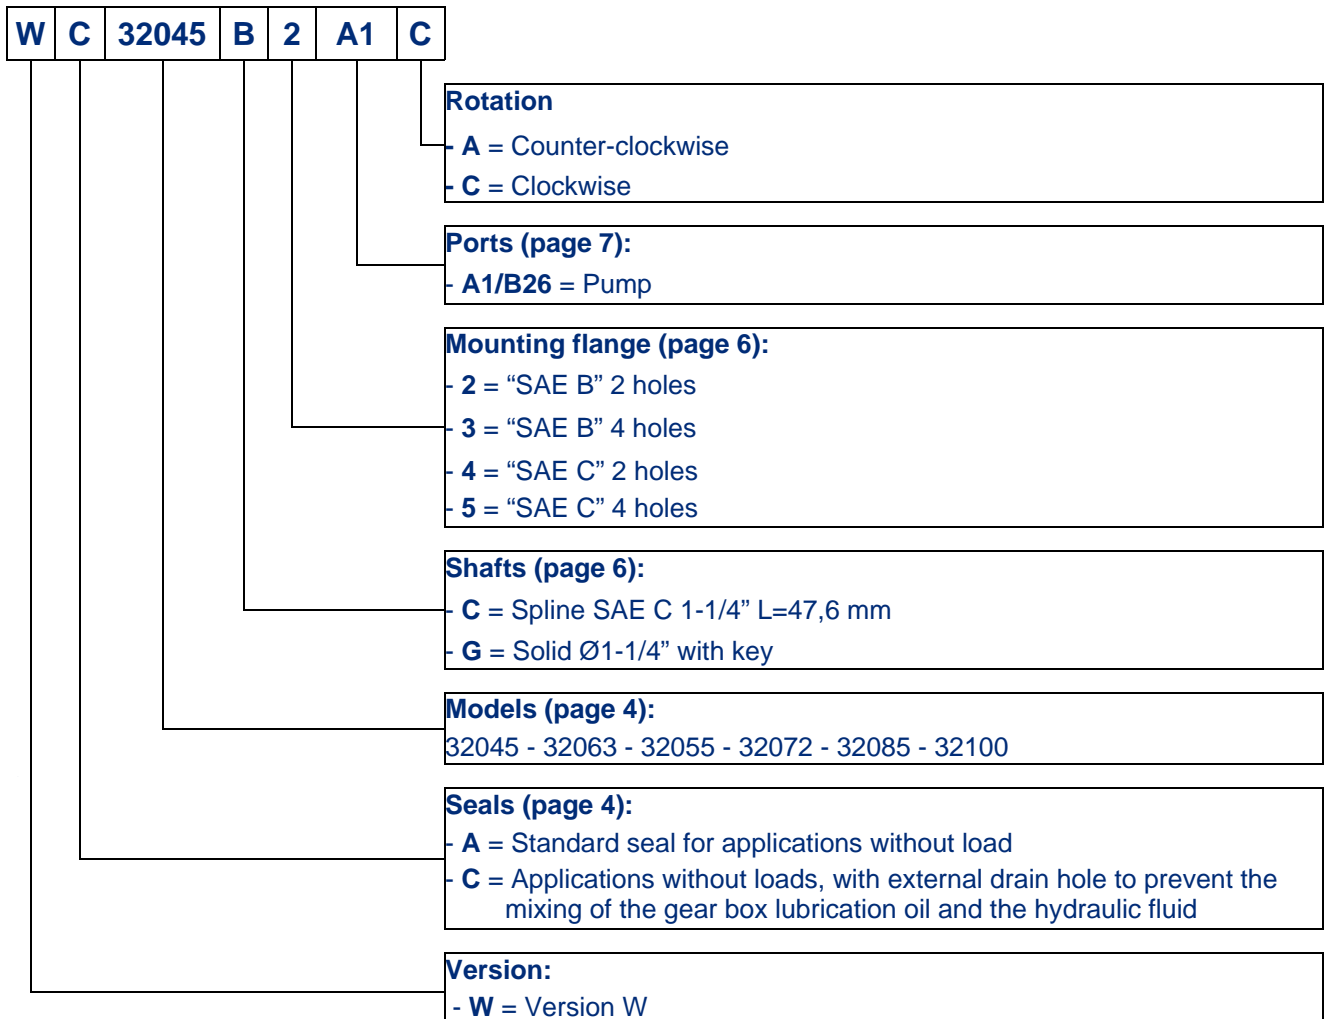 W C 32045 B 2 A1 C
Rotation
- A = Counter-clockwise
- C = Clockwise
Ports (page 7):
- A1/B26 = Pump
Mounting flange (page 6):
- 2 = “SAE B” 2 holes
- 3 = “SAE B” 4 holes
- 4 = “SAE C” 2 holes
- 5 = “SAE C” 4 holes
Shafts (page 6):
- C = Spline SAE C 1-1/4” L=47,6 mm
- G = Solid Ø1-1/4” with key
Models (page 4):
32045 - 32063 - 32055 - 32072 - 32085 - 32100
Seals (page 4):
- A = Standard seal for applications without load
- C = Applications without loads, with external drain hole to prevent the
mixing of the gear box lubrication oil and the hydraulic fluid
Version:
- W = Version W